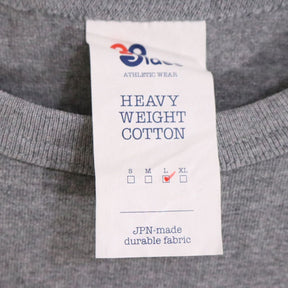 ATHLETIC WEAR
HEAVY
WEIGHT
COTTON
S M L XL
JPN-made
durable fabric